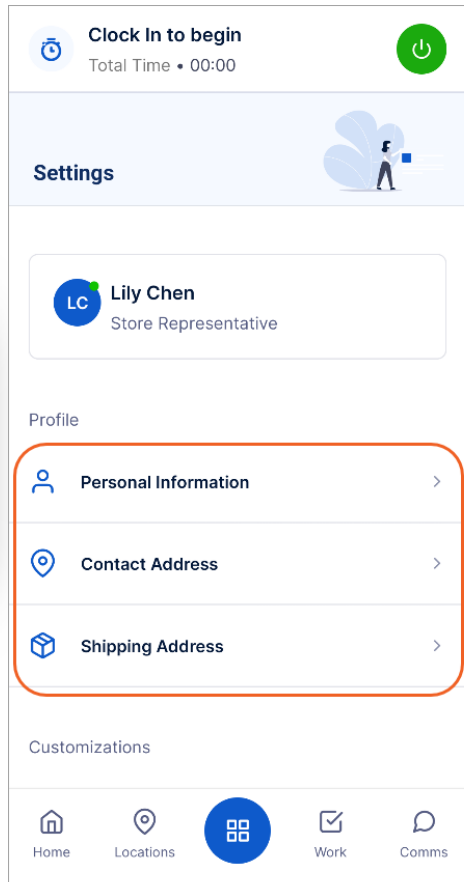 Clock In to begin
Total Time • 00:00
Settings
LC
Lily Chen
Store Representative
Profile
Personal Information
Contact Address
Shipping Address
Customizations
Home
Locations
Work
Comms